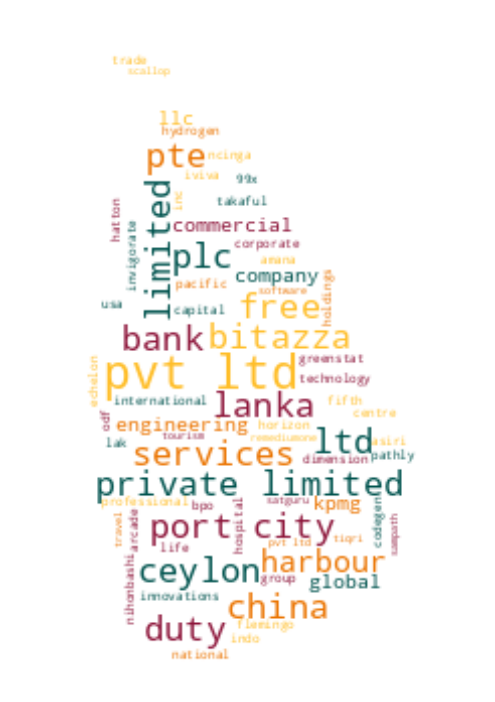 trade
scallop
llc
hydrogen
pte
ncinga
iviva
99x
limited
inc
takaful
hatton
invigorate
commercial
corporate
plc
amana
company
pacific
software
holdings
usa
capital
free
bank
bitazza
echelon
pvt ltd
greenstat
technology
international
lanka
fifth
centre
odf
engineering
horizon
lak
tourism
remediumone
ltd
asiri
services
dimension
pathly
private limited
professional
bpo
hospital
satguru
kpmg
codegen
travel
arcade
port city
sampath
life
pvt ltd
tiqri
nihonbashi
ceylon
harbour
group
global
innovations
china
duty
flemingo
indo
national